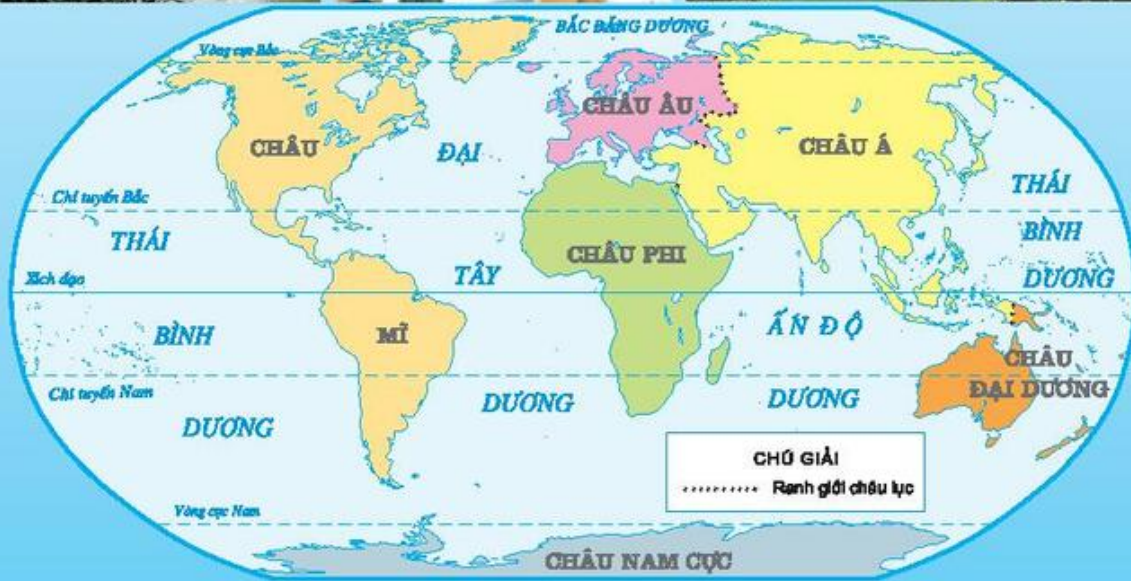 BẮC BĂNG DƯƠNG
Vòng cực Bắc
CHÂU ÂU
CHÂU
ĐẠI
CHÂU Á
Chí tuyến Bắc
THÁI
THÁI
BÌNH
CHÂU PHI
TÂY
DƯƠNG
Xích đạo
ẤN ĐỘ
BÌNH
MĨ
CHÂU
ĐẠI DƯƠNG
Chí tuyến Nam
DƯƠNG
DƯƠNG
DƯƠNG
CHÚ GIẢI
Ranh giới châu lục
Vòng cực Nam
CHÂU NAM CỰC